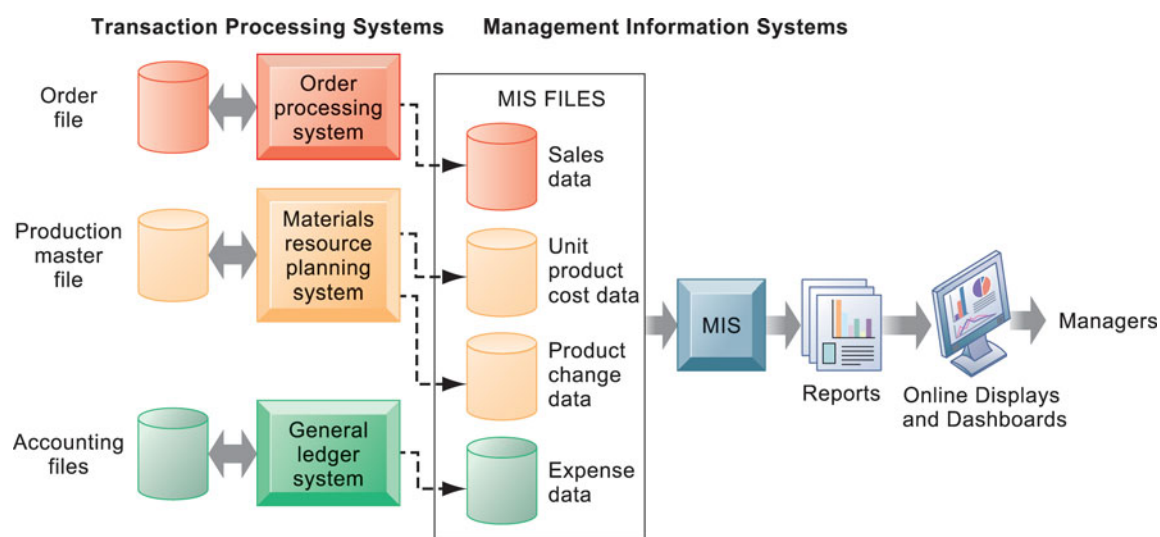 Transaction Processing Systems
Management Information Systems
Order
file
Order
processing
system
MIS FILES
Sales
data
Production
master
file
Materials
resource
planning
system
Unit
product
cost data
Product
change
data
Accounting
files
General
ledger
system
Expense
data
MIS
Reports
Online Displays
and Dashboards
Managers